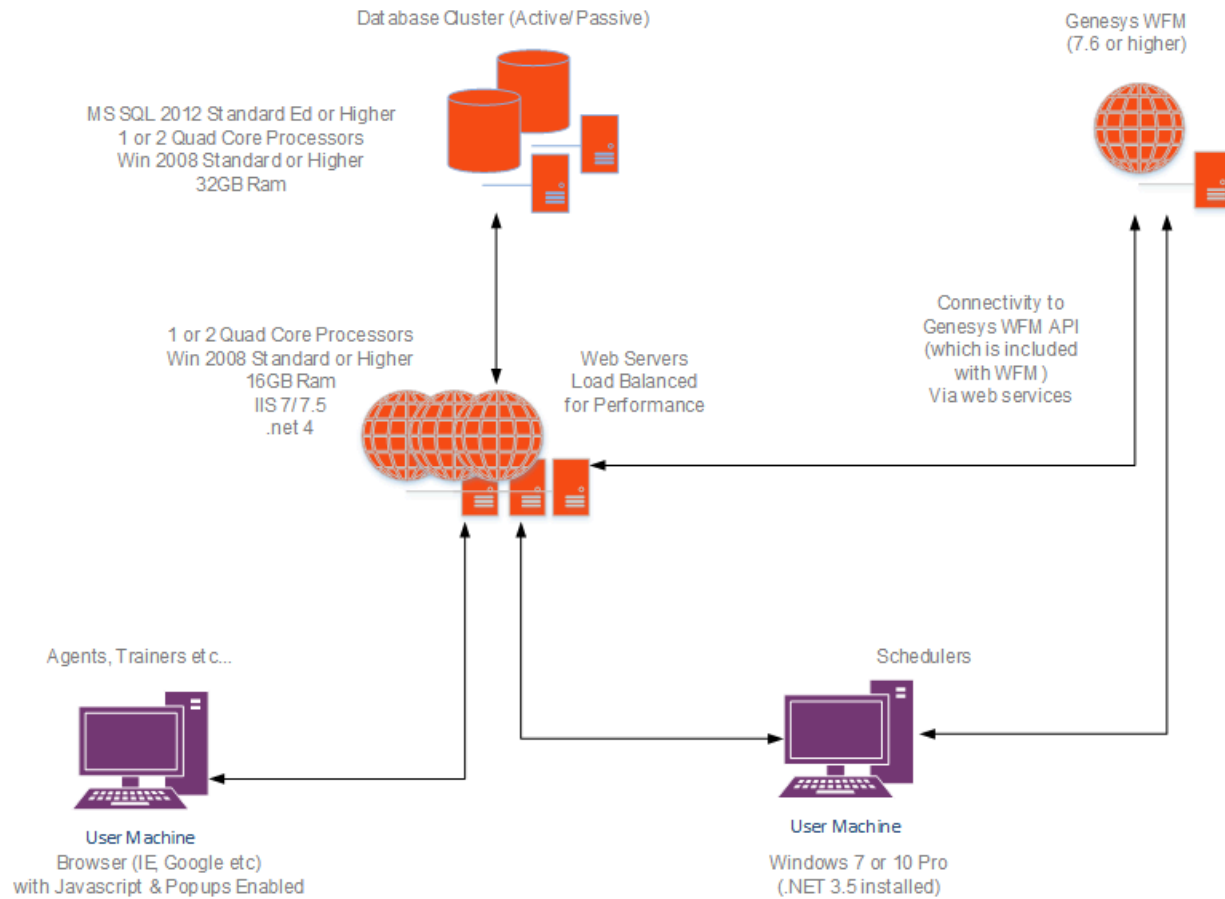 Database Cluster (Active/Passive)
Genesys WFM
(7.6 or higher)
MS SQL 2012 Standard Ed or Higher
1 or 2 Quad Core Processors
Win 2008 Standard or Higher
32GB Ram
1 or 2 Quad Core Processors
Win 2008 Standard or Higher
16GB Ram
IIS 7/7.5
.net 4
Web Servers
Load Balanced
for Performance
Connectivity to
Genesys WFM API
(which is included
with WFM )
Via web services
Agents, Trainers etc...
Schedulers
User Machine
Browser (IE, Google etc)
with Javascript & Popups Enabled
User Machine
Windows 7 or 10 Pro
(.NET 3.5 installed)